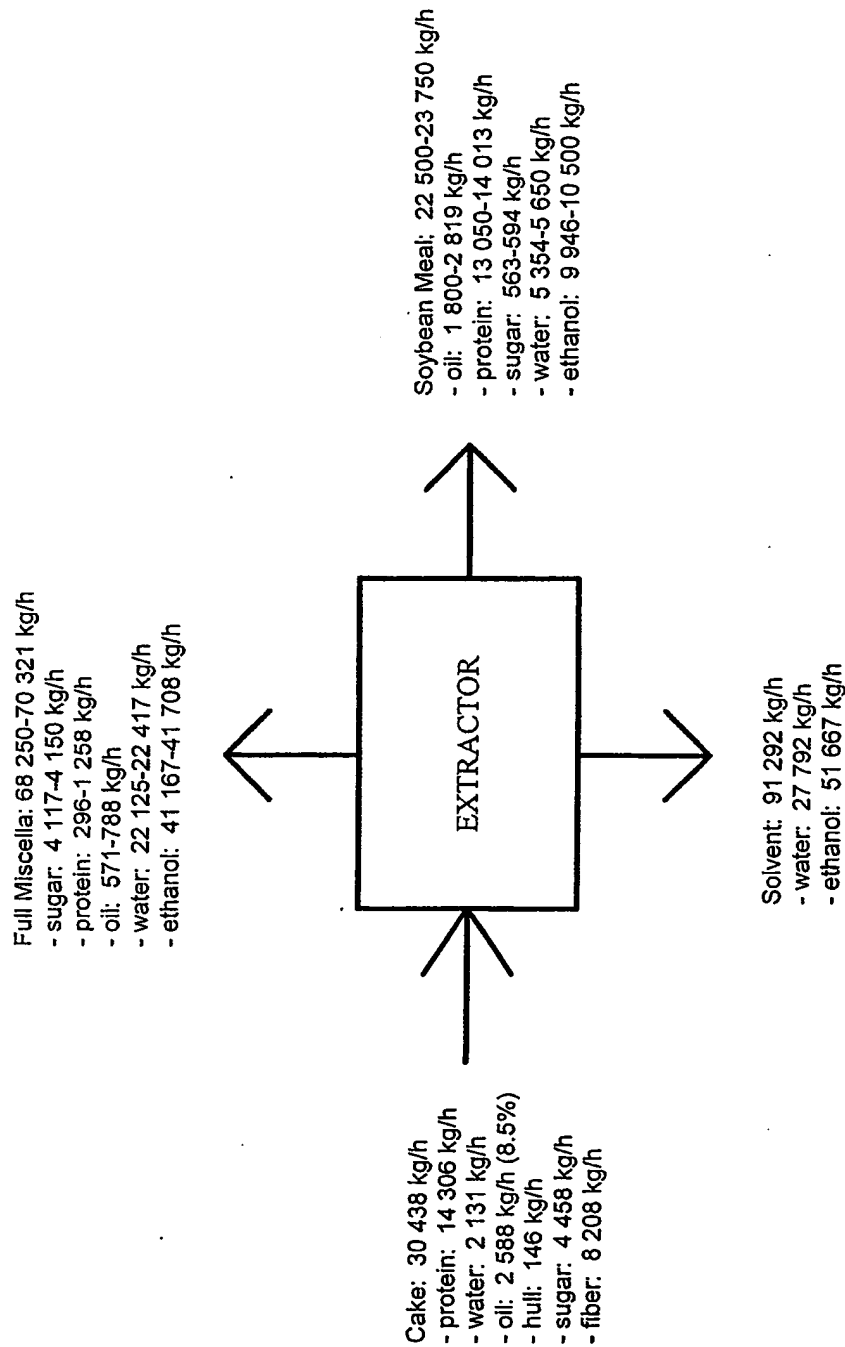 Full Miscella: 68 250-70 321 kg/h
- sugar: 4 117-4 150 kg/h
- protein: 296-1 258 kg/h
- oil: 571-788 kg/h
- water: 22 125-22 417 kg/h
- ethanol: 41 167-41 708 kg/h
Cake: 30 438 kg/h
- protein: 14 306 kg/h
- water: 2 131 kg/h
- oil: 2 588 kg/h (8.5%)
- hull: 146 kg/h
- sugar: 4 458 kg/h
- fiber: 8 208 kg/h
EXTRACTOR
Soybean Meal: 22 500-23 750 kg/h
- oil: 1 800-2 819 kg/h
- protein: 13 050-14 013 kg/h
- sugar: 563-594 kg/h
- water: 5 354-5 650 kg/h
- ethanol: 9 946-10 500 kg/h
Solvent: 91 292 kg/h
- water: 27 792 kg/h
- ethanol: 51 667 kg/h